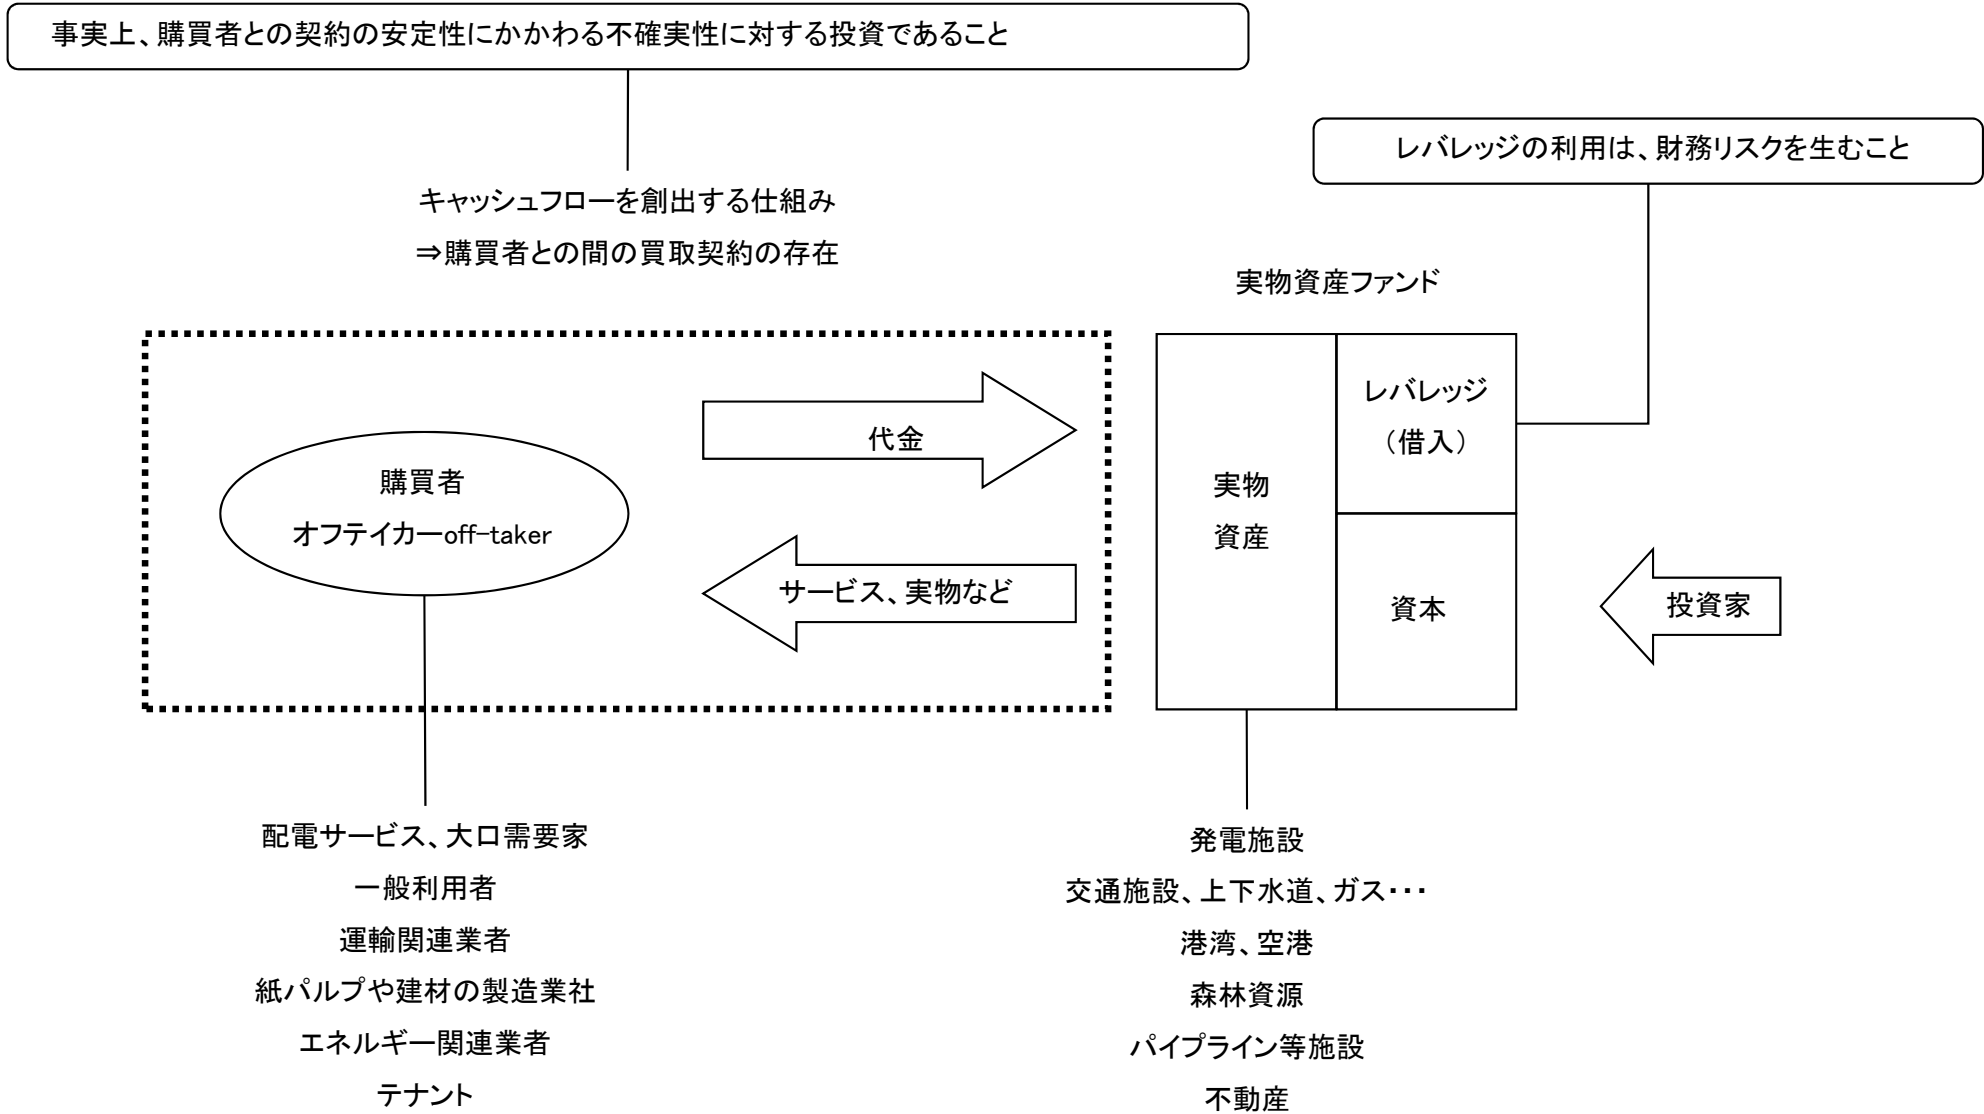 事実上、購買者との契約の安定性にかかわる不確実性に対する投資であること
レバレッジの利用は、財務リスクを生むこと
キャッシュフローを創出する仕組み
⇒購買者との間の買取契約の存在
実物資産ファンド
代金
購買者
オフテイカーoff-taker
サービス、実物など
実物
資産
レバレッジ
（借入）
資本
投資家
配電サービス、大口需要家
一般利用者
運輸関連業者
紙パルプや建材の製造業社
エネルギー関連業者
テナント
発電施設
交通施設、上下水道、ガス・・・
港湾、空港
森林資源
パイプライン等施設
不動産